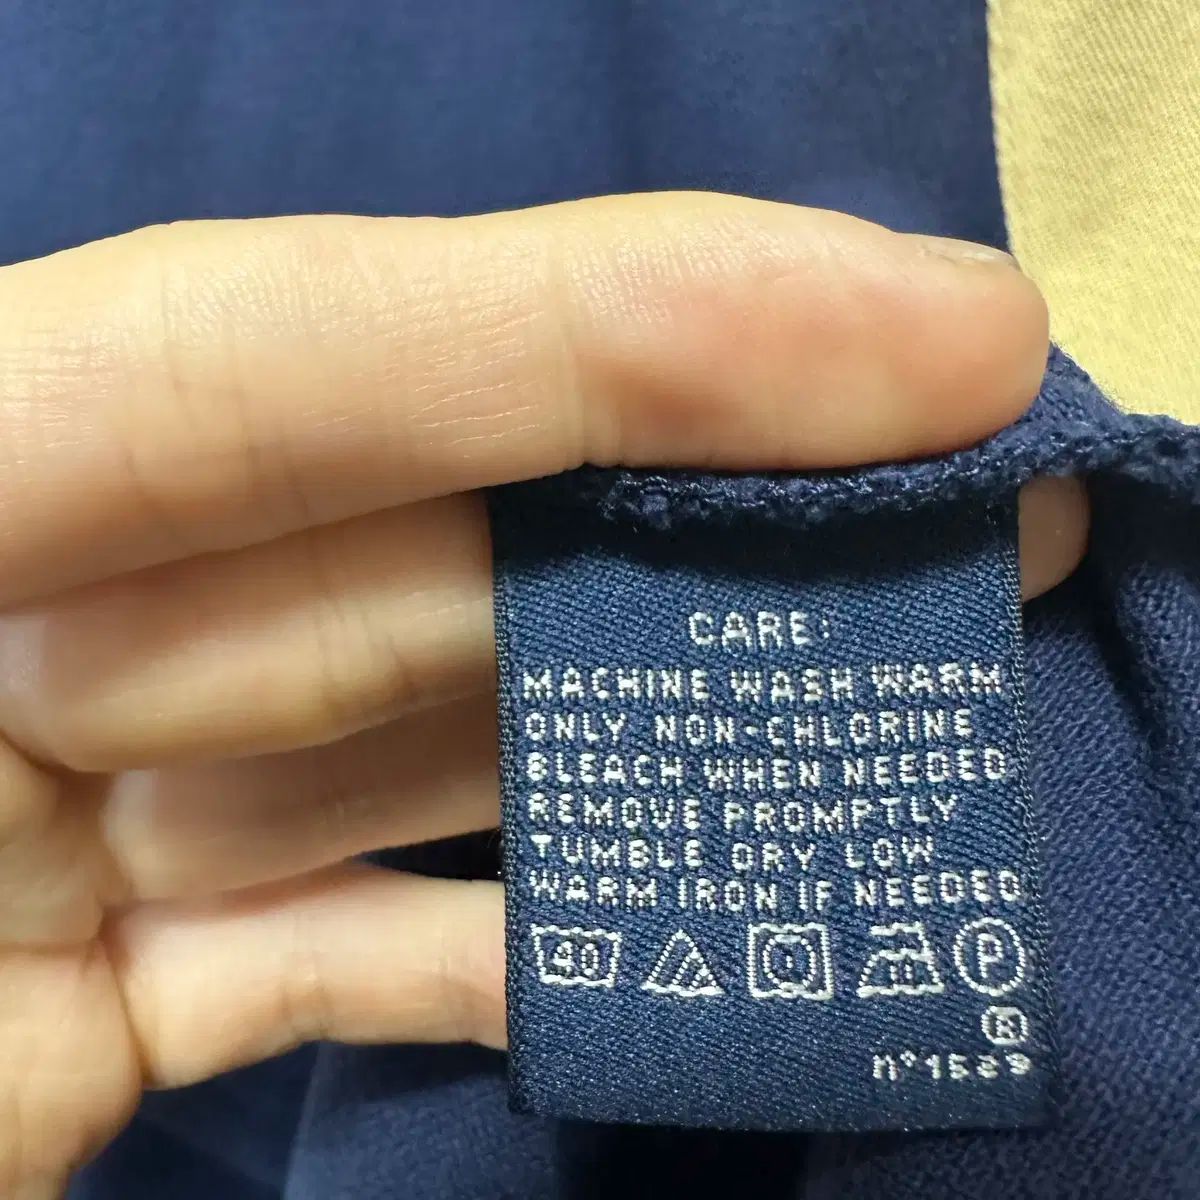 CARE:
MACHINE WASH WARM
ONLY NON-CHLORINE
BLEACH WHEN NEEDED
REMOVE PROMPTLY
TUMBLE DRY LOW
WARM IRON IF NEEDED
40
P
®